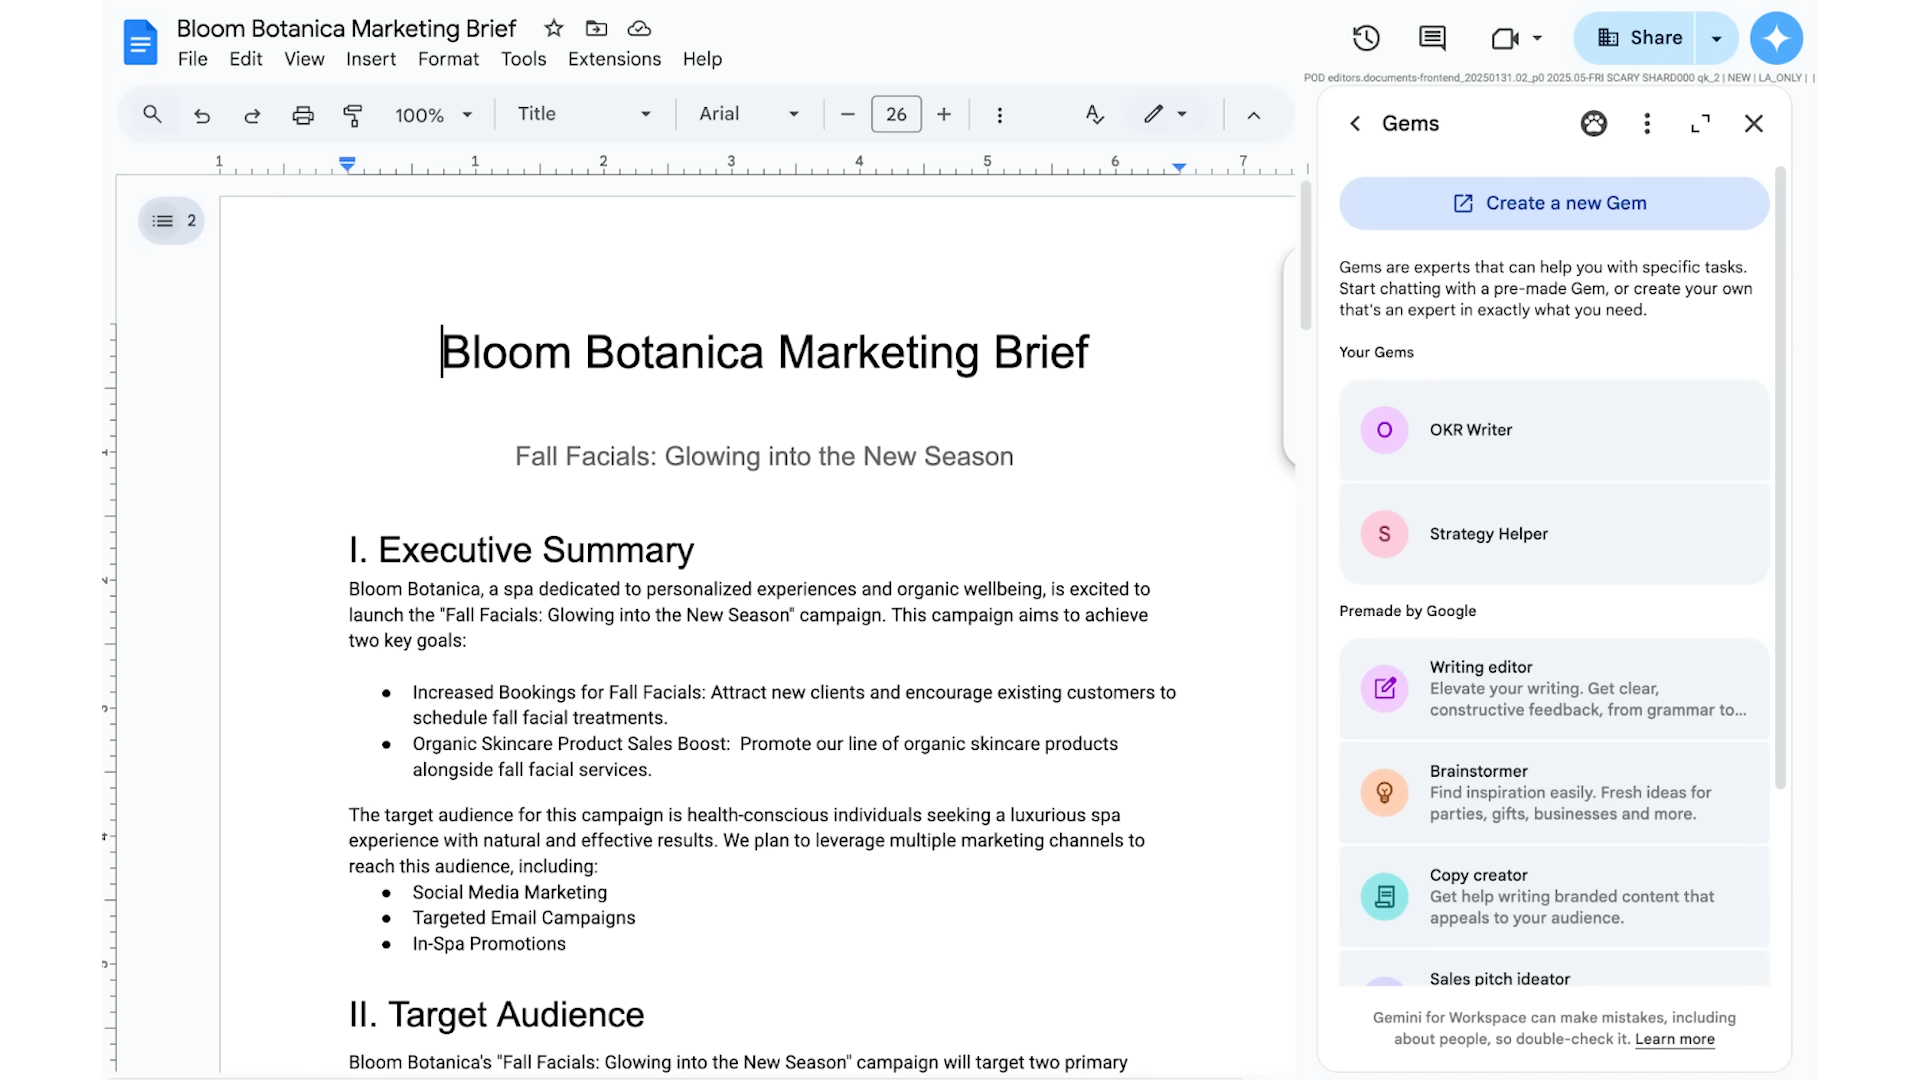 Bloom Botanica Marketing Brief
File Edit View Insert Format Tools Extensions Help
Share
POD editors.documents-frontend_20250131.02_p0 2025.05-FRI SCARY SHARD000 qk_2 | NEW | LA_ONLY | |
100% Title Arial 26
1 1 2 3 4 5 6 7
2
Bloom Botanica Marketing Brief
Fall Facials: Glowing into the New Season
I. Executive Summary
Bloom Botanica, a spa dedicated to personalized experiences and organic wellbeing, is excited to
launch the "Fall Facials: Glowing into the New Season" campaign. This campaign aims to achieve
two key goals:
● Increased Bookings for Fall Facials: Attract new clients and encourage existing customers to
schedule fall facial treatments.
● Organic Skincare Product Sales Boost:  Promote our line of organic skincare products
alongside fall facial services.
The target audience for this campaign is health-conscious individuals seeking a luxurious spa
experience with natural and effective results. We plan to leverage multiple marketing channels to
reach this audience, including:
● Social Media Marketing
● Targeted Email Campaigns
● In-Spa Promotions
II. Target Audience
Bloom Botanica's "Fall Facials: Glowing into the New Season" campaign will target two primary
Gems
Create a new Gem
Gems are experts that can help you with specific tasks.
Start chatting with a pre-made Gem, or create your own
that's an expert in exactly what you need.
Your Gems
O OKR Writer
S Strategy Helper
Premade by Google
Writing editor
Elevate your writing. Get clear,
constructive feedback, from grammar to...
Brainstormer
Find inspiration easily. Fresh ideas for
parties, gifts, businesses and more.
Copy creator
Get help writing branded content that
appeals to your audience.
Sales pitch ideator
Gemini for Workspace can make mistakes, including
about people, so double-check it. Learn more